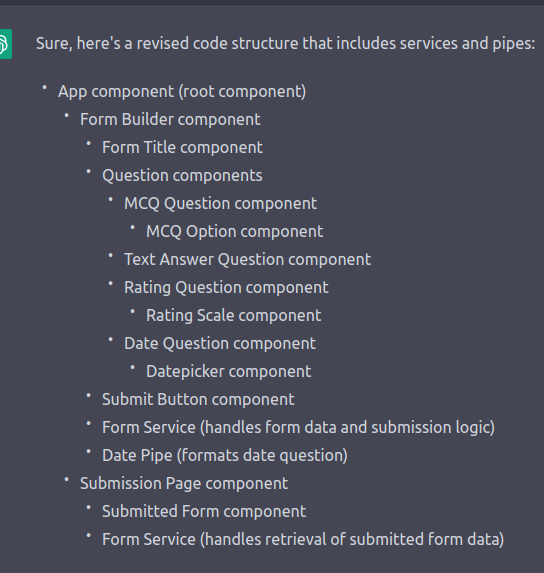 Sure, here's a revised code structure that includes services and pipes:
• App component (root component)
• Form Builder component
• Form Title component
• Question components
• MCQ Question component
• MCQ Option component
• Text Answer Question component
• Rating Question component
• Rating Scale component
• Date Question component
• Datepicker component
• Submit Button component
• Form Service (handles form data and submission logic)
• Date Pipe (formats date question)
• Submission Page component
• Submitted Form component
• Form Service (handles retrieval of submitted form data)